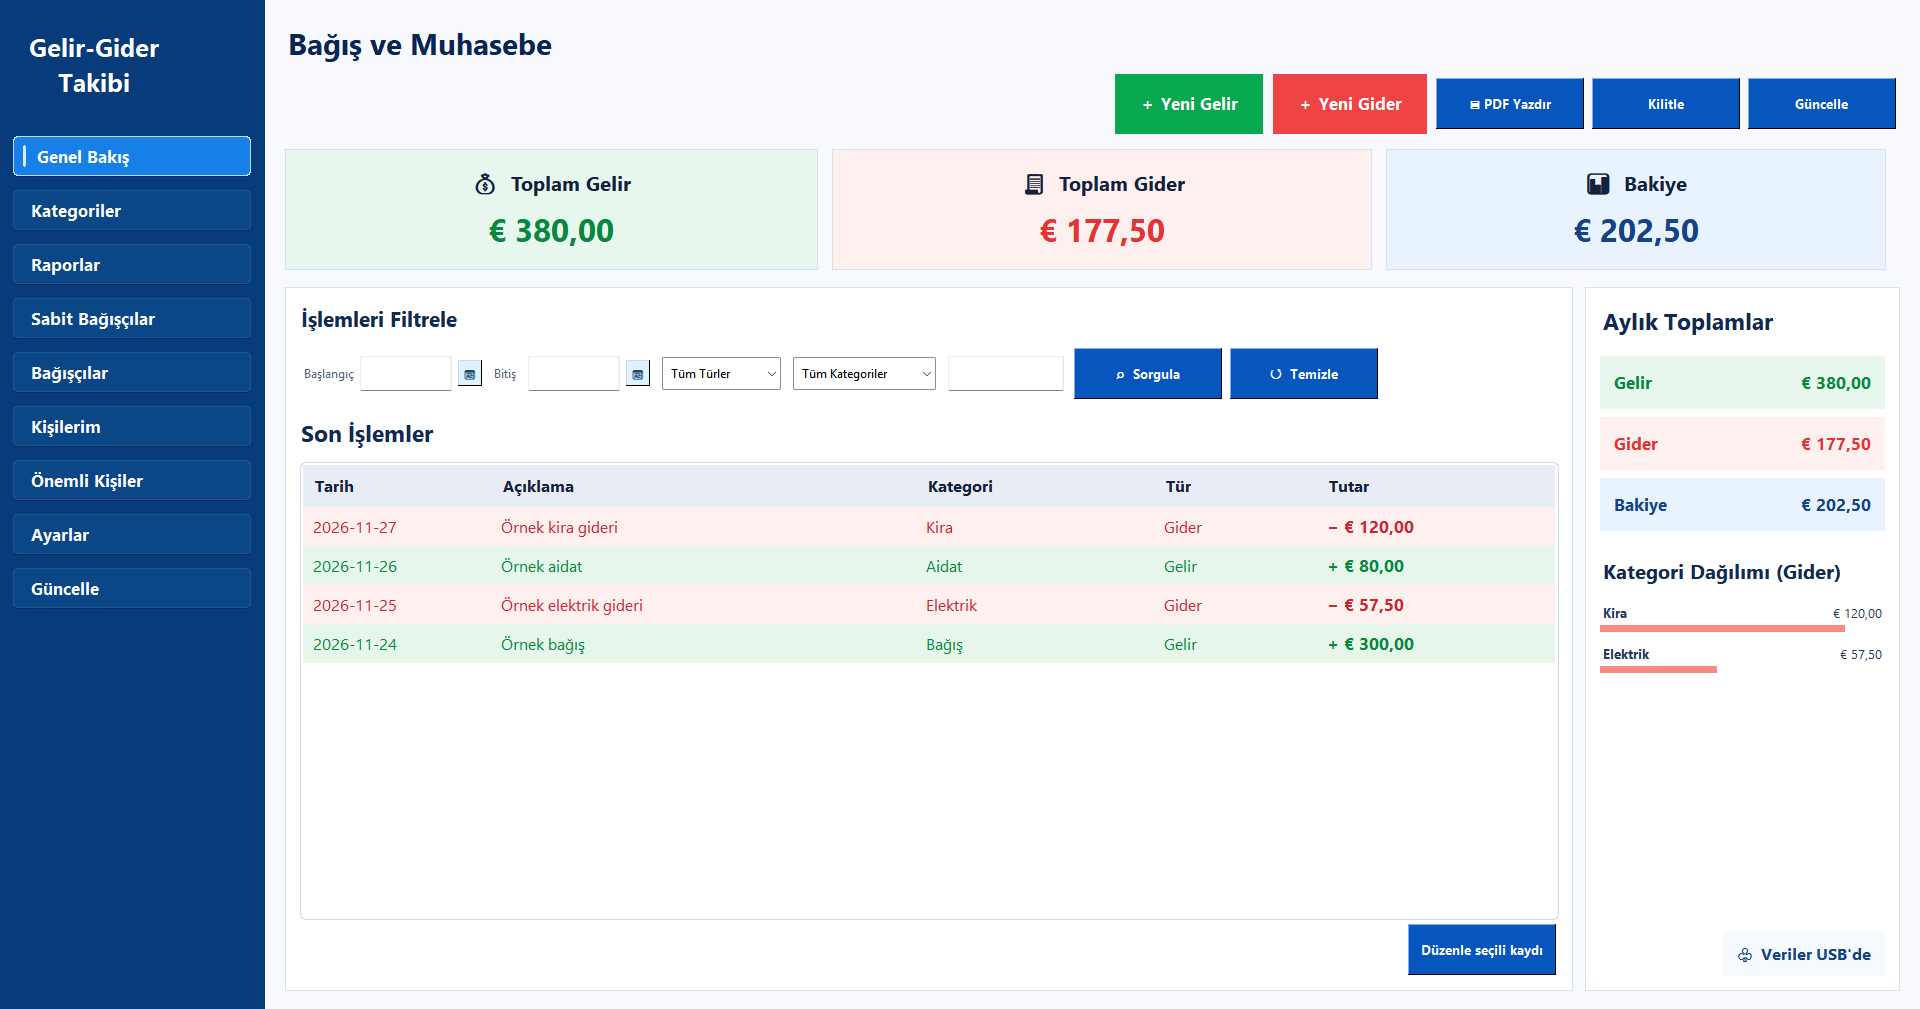 Gelir-Gider
Takibi
Genel Bakış
Kategoriler
Raporlar
Sabit Bağışçılar
Bağışçılar
Kişilerim
Önemli Kişiler
Ayarlar
Güncelle
Bağış ve Muhasebe
+ Yeni Gelir
+ Yeni Gider
PDF Yazdır
Kilitle
Güncelle
Toplam Gelir
€ 380,00
Toplam Gider
€ 177,50
Bakiye
€ 202,50
İşlemleri Filtrele
Başlangıç
Bitiş
Tüm Türler
Tüm Kategoriler
Sorgula
Temizle
Son İşlemler
Tarih Açıklama Kategori Tür Tutar
2026-11-27 Örnek kira gideri Kira Gider − € 120,00
2026-11-26 Örnek aidat Aidat Gelir + € 80,00
2026-11-25 Örnek elektrik gideri Elektrik Gider − € 57,50
2026-11-24 Örnek bağış Bağış Gelir + € 300,00
Düzenle seçili kaydı
Aylık Toplamlar
Gelir € 380,00
Gider € 177,50
Bakiye € 202,50
Kategori Dağılımı (Gider)
Kira € 120,00
Elektrik € 57,50
Veriler USB'de